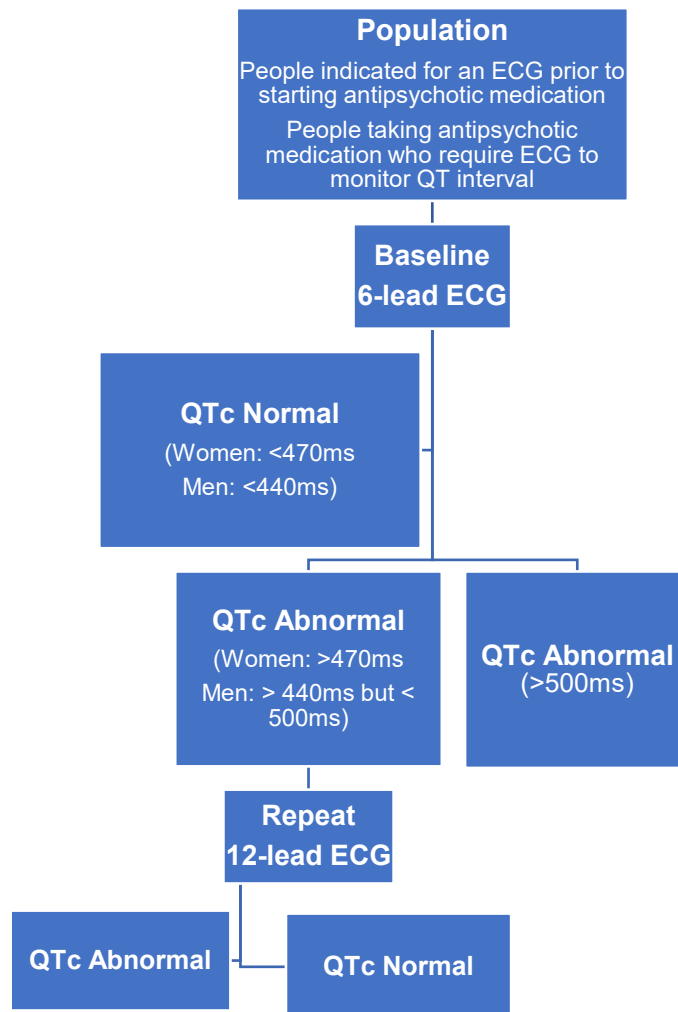 Population
People indicated for an ECG prior to
starting antipsychotic medication
People taking antipsychotic
medication who require ECG to
monitor QT interval
Baseline
6-lead ECG
QTc Normal
(Women: <470ms
Men: <440ms)
QTc Abnormal
(Women: >470ms
Men: > 440ms but <
500ms)
QTc Abnormal
(>500ms)
Repeat
12-lead ECG
QTc Abnormal
QTc Normal